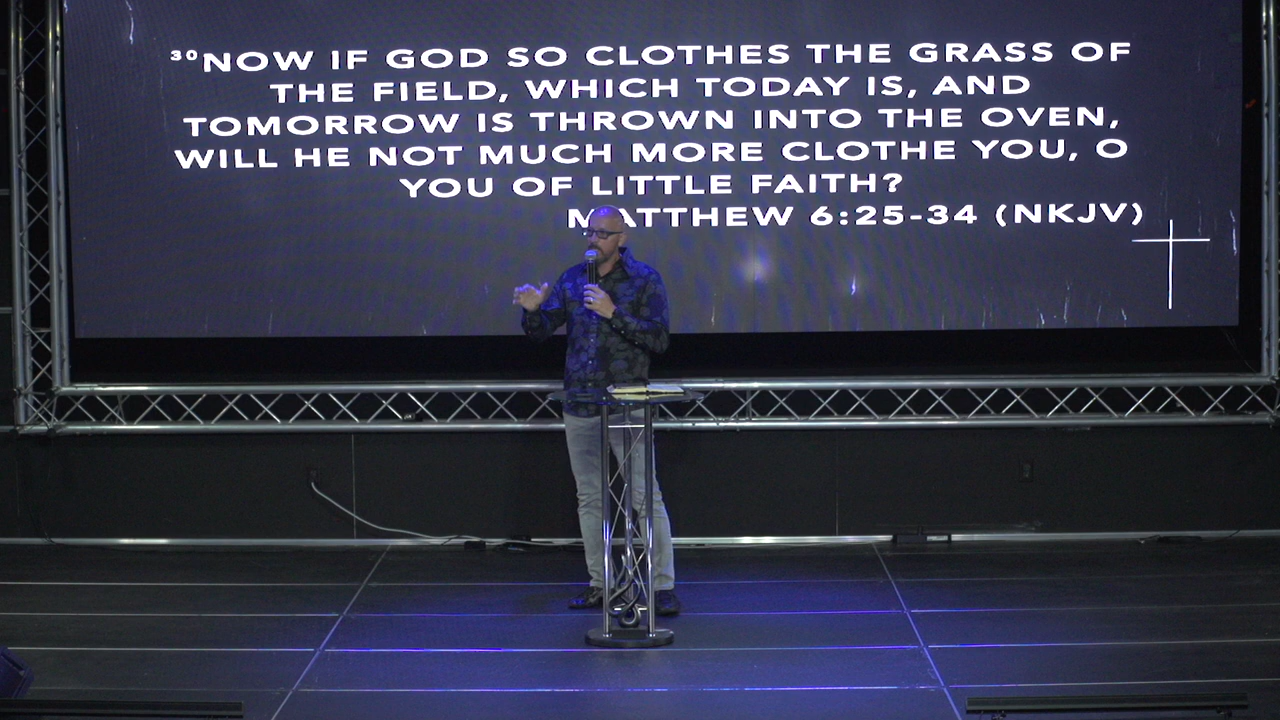 ³⁰NOW IF GOD SO CLOTHES THE GRASS OF
THE FIELD, WHICH TODAY IS, AND
TOMORROW IS THROWN INTO THE OVEN,
WILL HE NOT MUCH MORE CLOTHE YOU, O
YOU OF LITTLE FAITH?
MATTHEW 6:25-34 (NKJV)